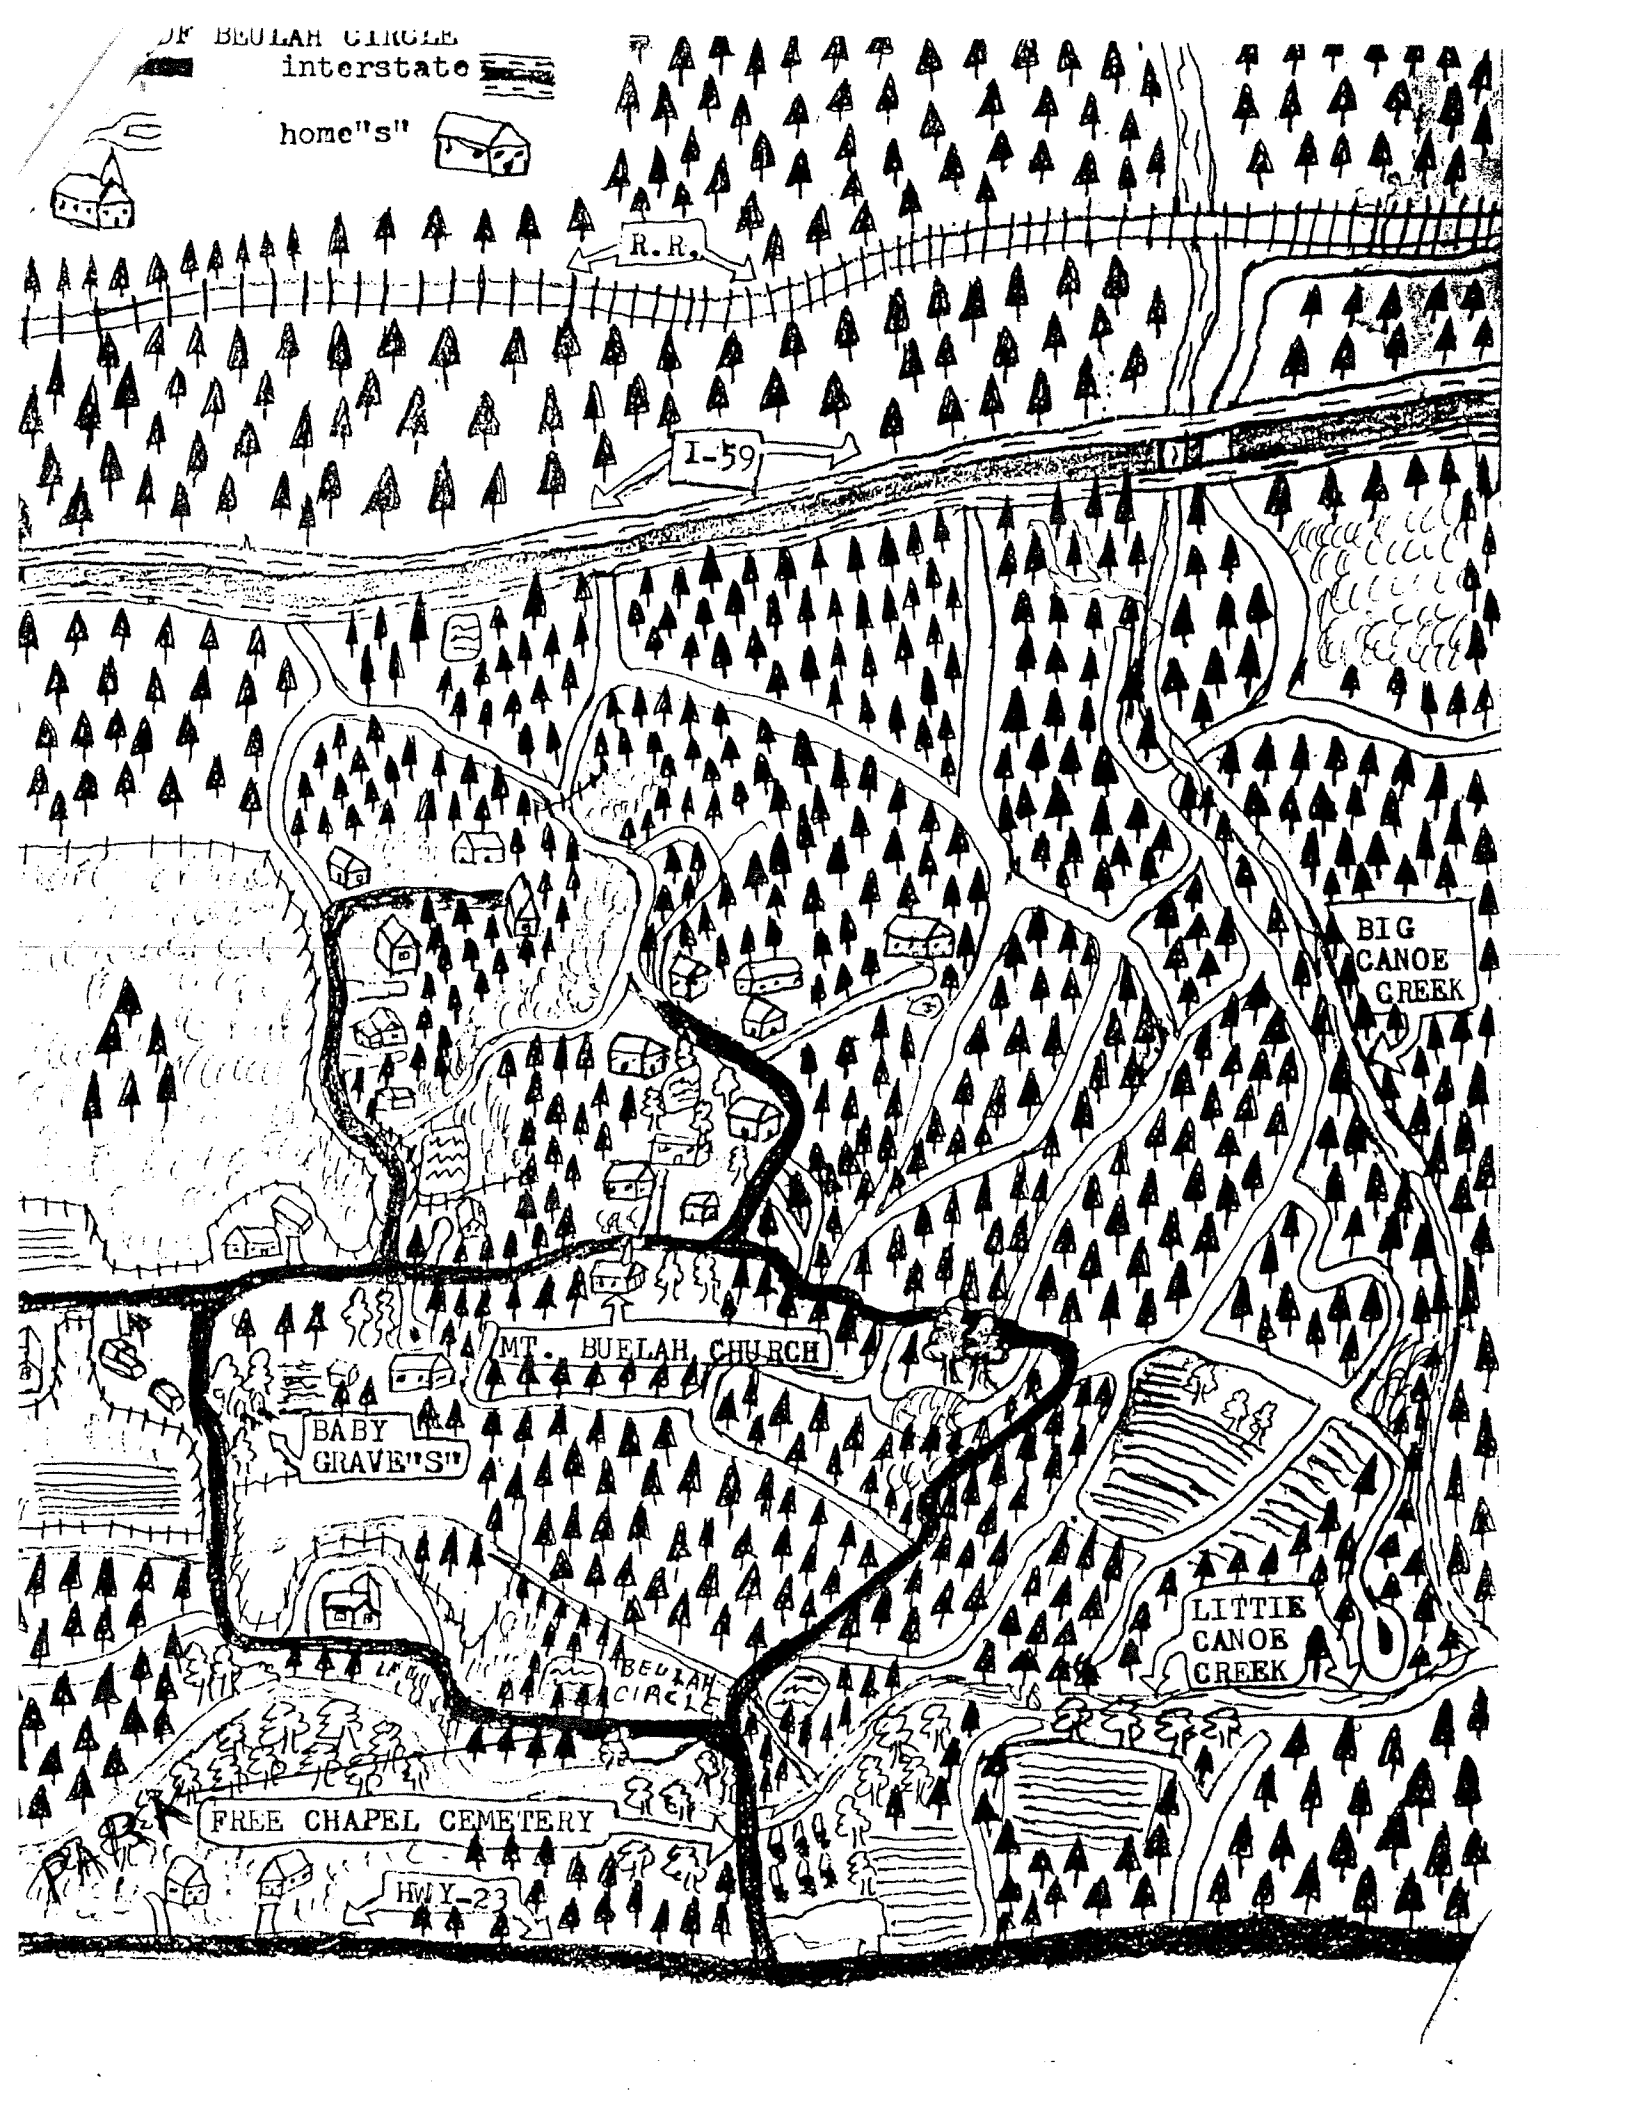 OF BEULAH CIRCLE
interstate
home"s"
R.R.
I-59
BIG
CANOE
CREEK
MT. BUELAH CHURCH
BABY
GRAVE"S"
LITTIE
CANOE
CREEK
BEULAH
CIRCLE
PARK
FREE CHAPEL CEMETERY
HWY-23